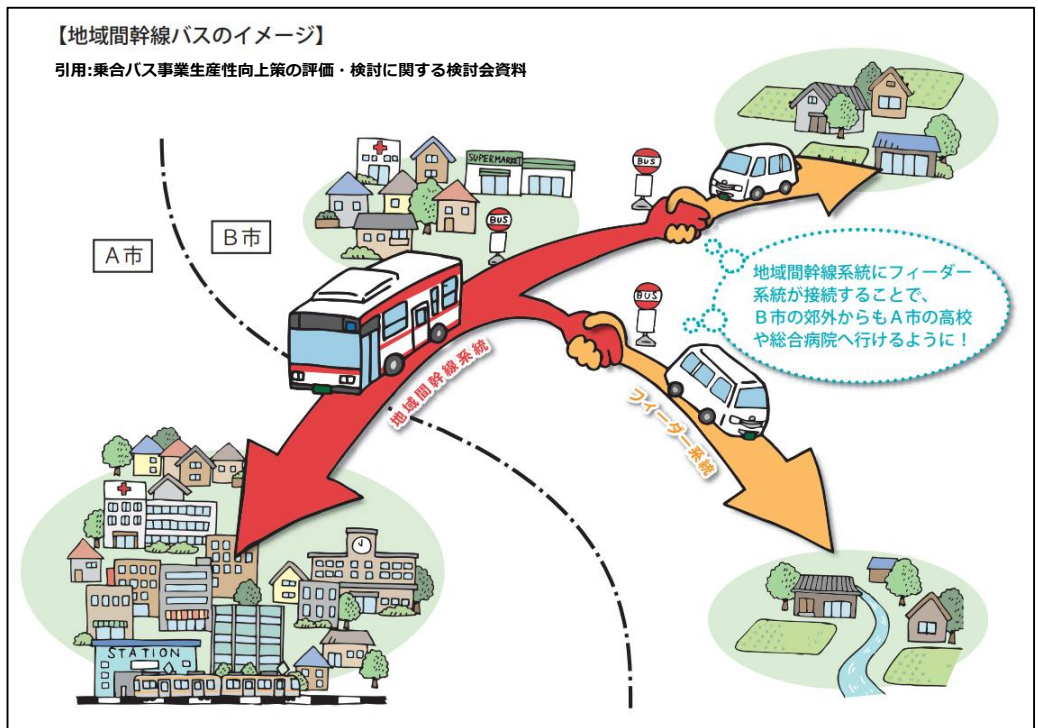 【地域間幹線バスのイメージ】
引用:乗合バス事業生産性向上策の評価・検討に関する検討会資料
SUPERMARKET
BUS
BUS
A市
B市
BUS
地域間幹線系統にフィーダー
系統が接続することで、
B市の郊外からもA市の高校
や総合病院へ行けるように!
地域間幹線系統
フィーダー系統
STATION